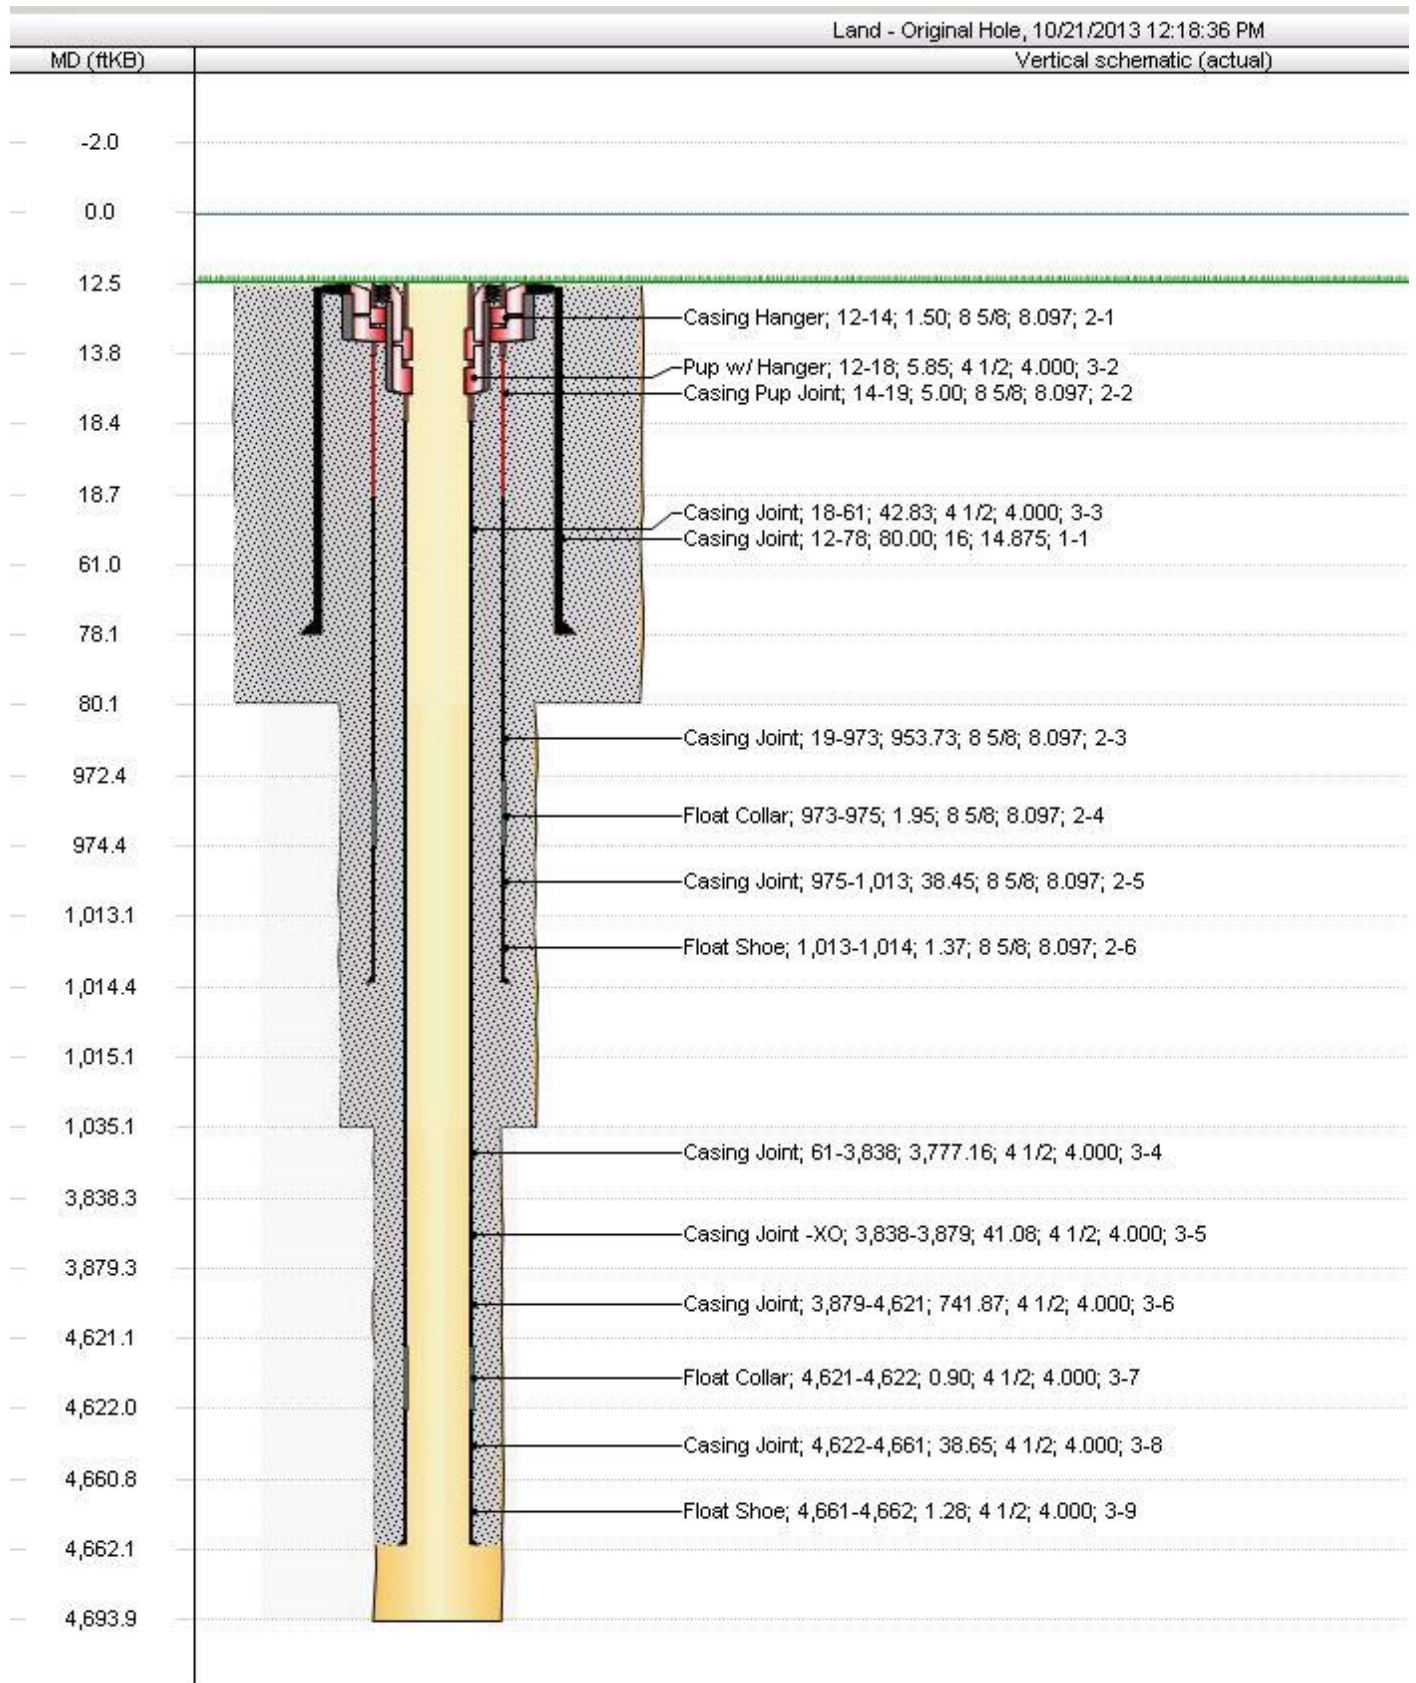 Land - Original Hole, 10/21/2013 12:18:36 PM
MD (ftKB)
Vertical schematic (actual)
-2.0
0.0
12.5
Casing Hanger; 12-14; 1.50; 8 5/8; 8.097; 2-1
13.8
Pup w/ Hanger; 12-18; 5.85; 4 1/2; 4.000; 3-2
Casing Pup Joint; 14-19; 5.00; 8 5/8; 8.097; 2-2
18.4
18.7
Casing Joint; 18-61; 42.83; 4 1/2; 4.000; 3-3
Casing Joint; 12-78; 80.00; 16; 14.875; 1-1
61.0
78.1
80.1
Casing Joint; 19-973; 953.73; 8 5/8; 8.097; 2-3
972.4
Float Collar; 973-975; 1.95; 8 5/8; 8.097; 2-4
974.4
Casing Joint; 975-1,013; 38.45; 8 5/8; 8.097; 2-5
1,013.1
Float Shoe; 1,013-1,014; 1.37; 8 5/8; 8.097; 2-6
1,014.4
1,015.1
1,035.1
Casing Joint; 61-3,838; 3,777.16; 4 1/2; 4.000; 3-4
3,838.3
Casing Joint -XO; 3,838-3,879; 41.08; 4 1/2; 4.000; 3-5
3,879.3
Casing Joint; 3,879-4,621; 741.87; 4 1/2; 4.000; 3-6
4,621.1
Float Collar; 4,621-4,622; 0.90; 4 1/2; 4.000; 3-7
4,622.0
Casing Joint; 4,622-4,661; 38.65; 4 1/2; 4.000; 3-8
4,660.8
Float Shoe; 4,661-4,662; 1.28; 4 1/2; 4.000; 3-9
4,662.1
4,693.9